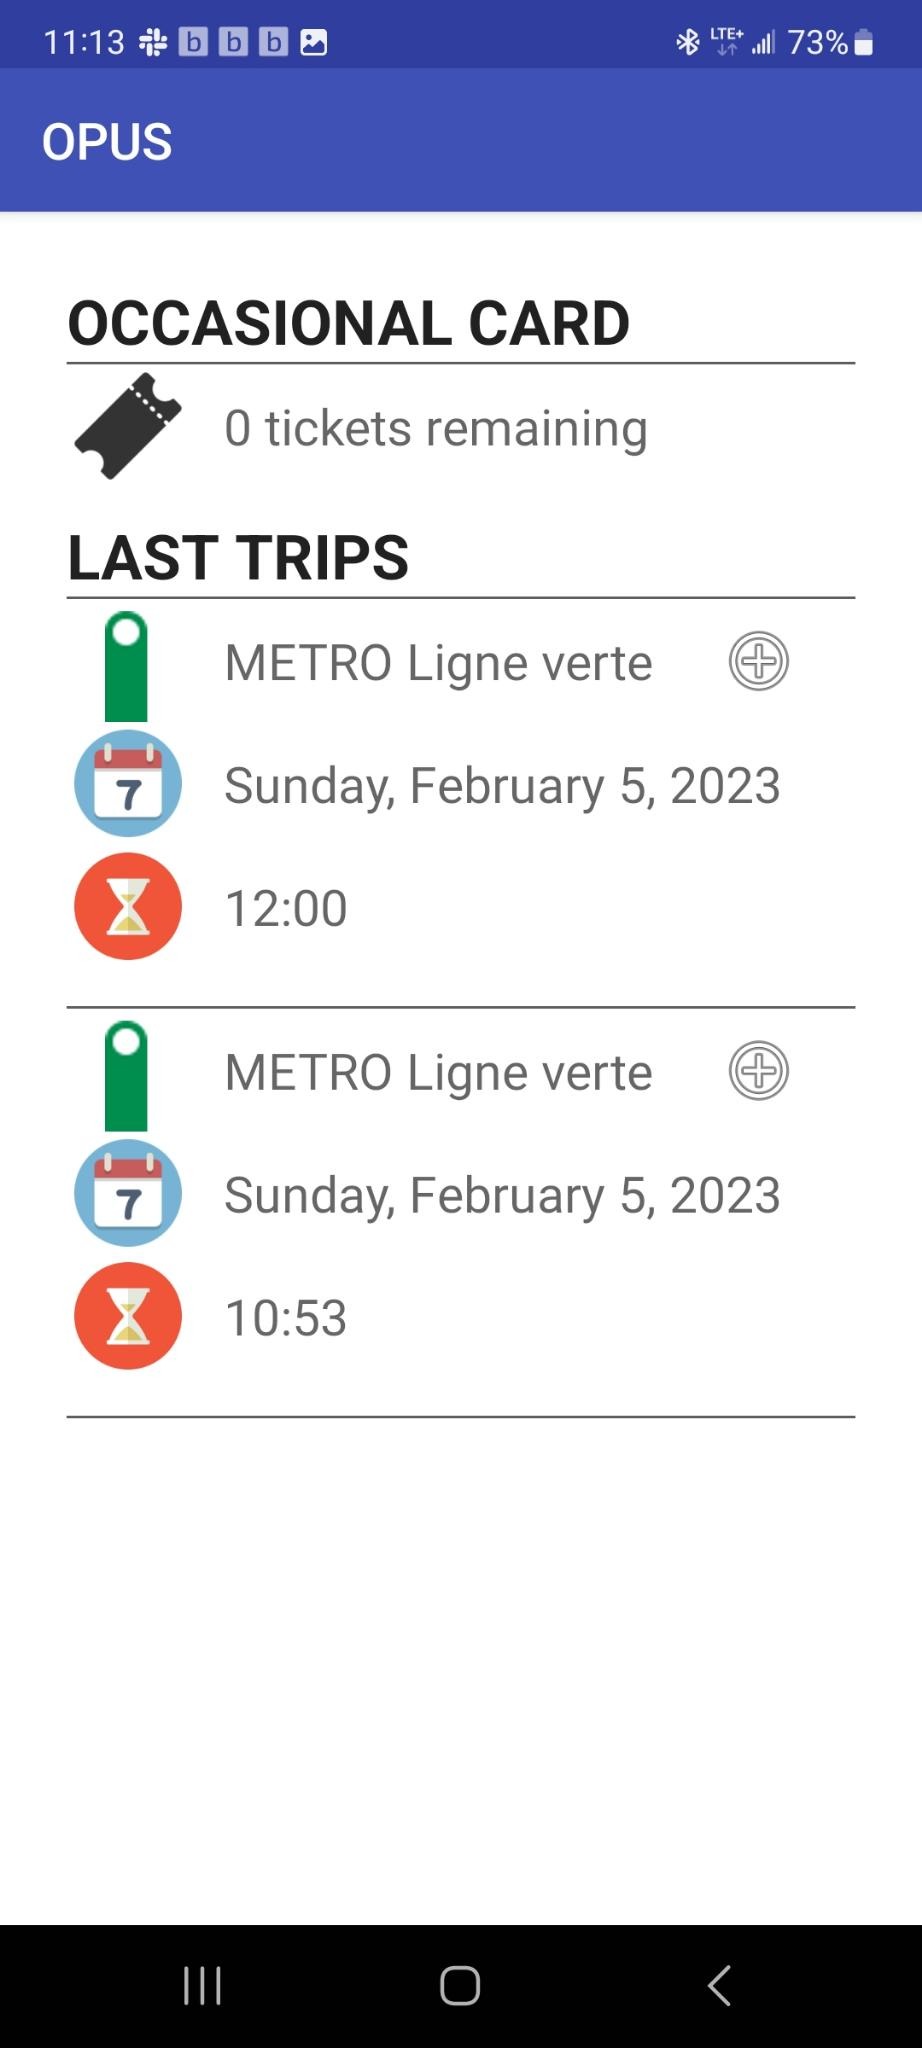 11:13 b b b LTE+ 73%
OPUS
OCCASIONAL CARD
0 tickets remaining
LAST TRIPS
METRO Ligne verte
7 Sunday, February 5, 2023
12:00
METRO Ligne verte
7 Sunday, February 5, 2023
10:53